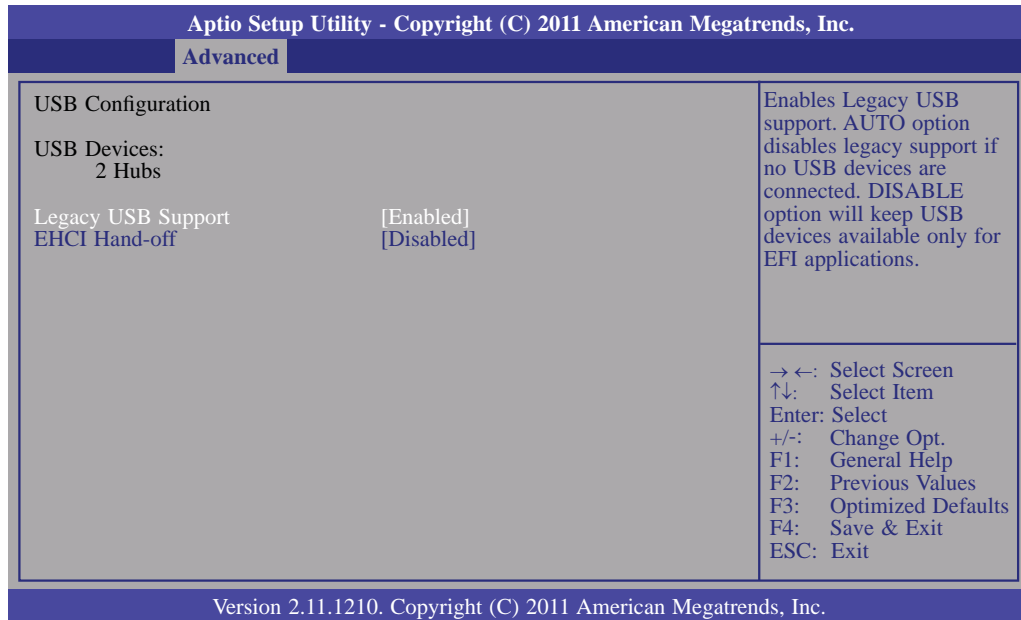 Aptio Setup Utility - Copyright (C) 2011 American Megatrends, Inc.
Advanced
USB Configuration
USB Devices:
2 Hubs
Legacy USB Support [Enabled]
EHCI Hand-off [Disabled]
Enables Legacy USB
support. AUTO option
disables legacy support if
no USB devices are
connected. DISABLE
option will keep USB
devices available only for
EFI applications.
→←: Select Screen
↑↓: Select Item
Enter: Select
+/-: Change Opt.
F1: General Help
F2: Previous Values
F3: Optimized Defaults
F4: Save & Exit
ESC: Exit
Version 2.11.1210. Copyright (C) 2011 American Megatrends, Inc.